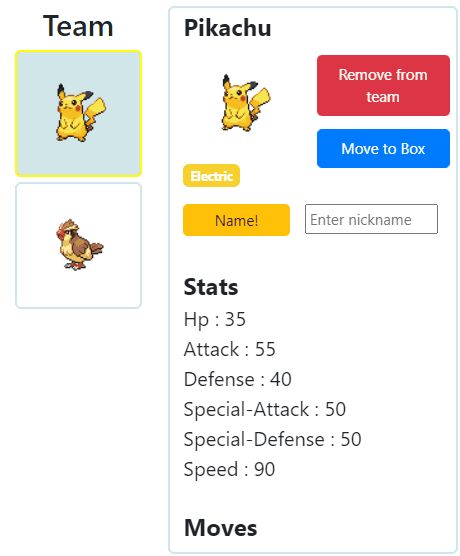 Team
Pikachu
Remove from
team
Move to Box
Electric
Name!
Enter nickname
Stats
Hp : 35
Attack : 55
Defense : 40
Special-Attack : 50
Special-Defense : 50
Speed : 90
Moves